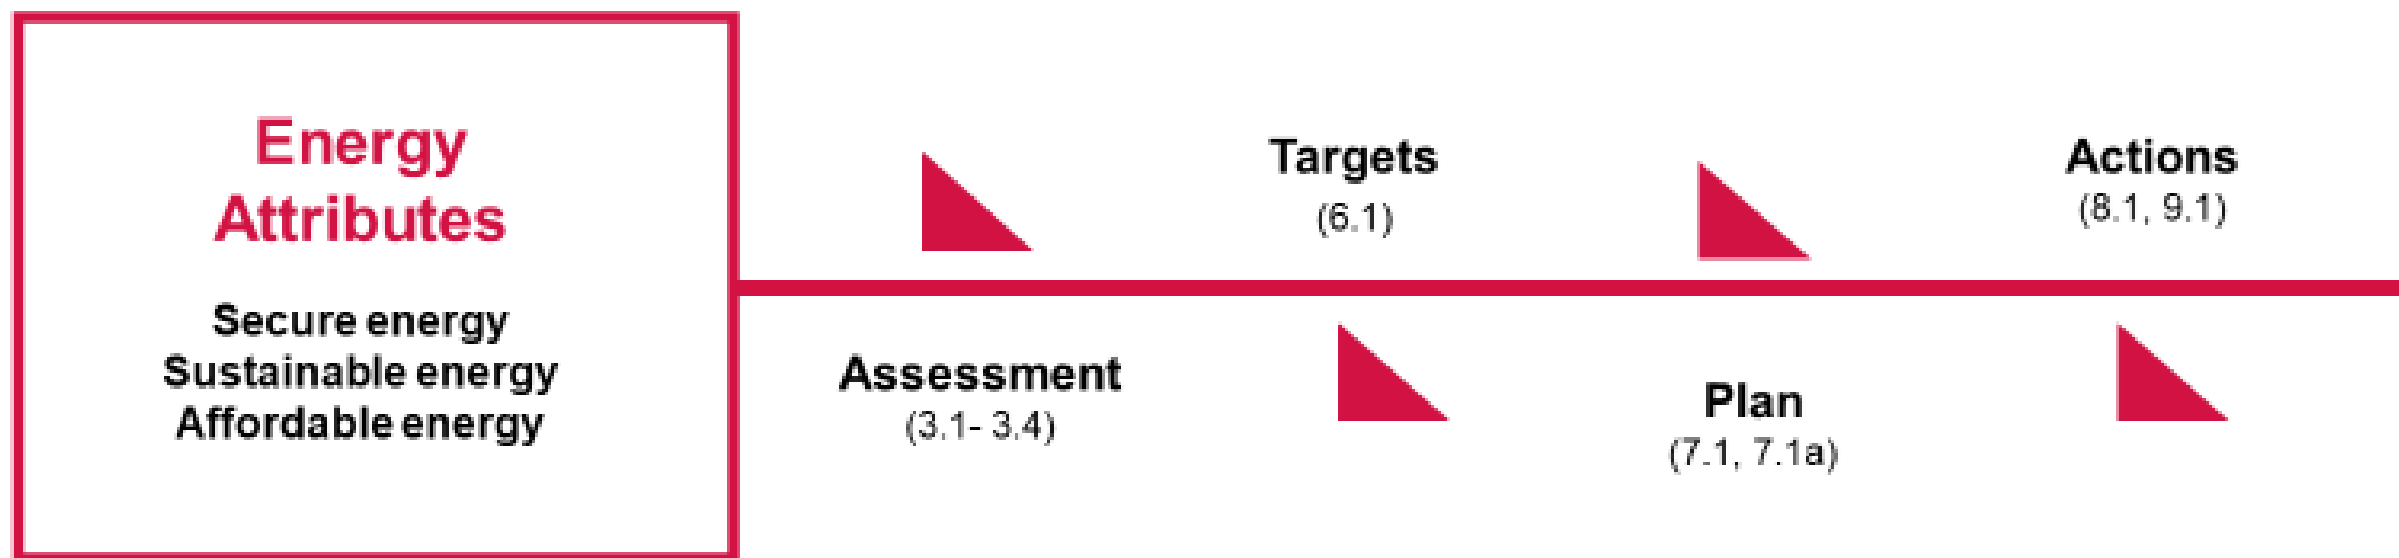 Energy
Attributes
Secure energy
Sustainable energy
Affordable energy
Assessment
(3.1- 3.4)
Targets
(6.1)
Plan
(7.1, 7.1a)
Actions
(8.1, 9.1)